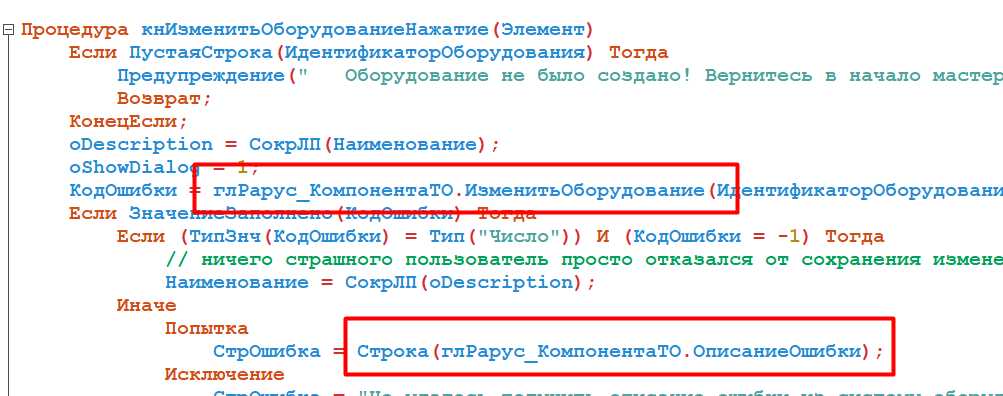 Процедура кнИзменитьОборудованиеНажатие(Элемент)
Если ПустаяСтрока(ИдентификаторОборудования) Тогда
Предупреждение("   Оборудование не было создано! Вернитесь в начало мастер
Возврат;
КонецЕсли;
oDescription = СокрЛП(Наименование);
oShowDialog = 1;
КодОшибки = глРарус_КомпонентаТО.ИзменитьОборудование(ИдентификаторОборудовани
Если ЗначениеЗаполнено(КодОшибки) Тогда
Если (ТипЗнч(КодОшибки) = Тип("Число")) И (КодОшибки = -1) Тогда
// ничего страшного пользователь просто отказался от сохранения измене
Наименование = СокрЛП(oDescription);
Иначе
Попытка
СтрОшибка = Строка(глРарус_КомпонентаТО.ОписаниеОшибки);
Исключение